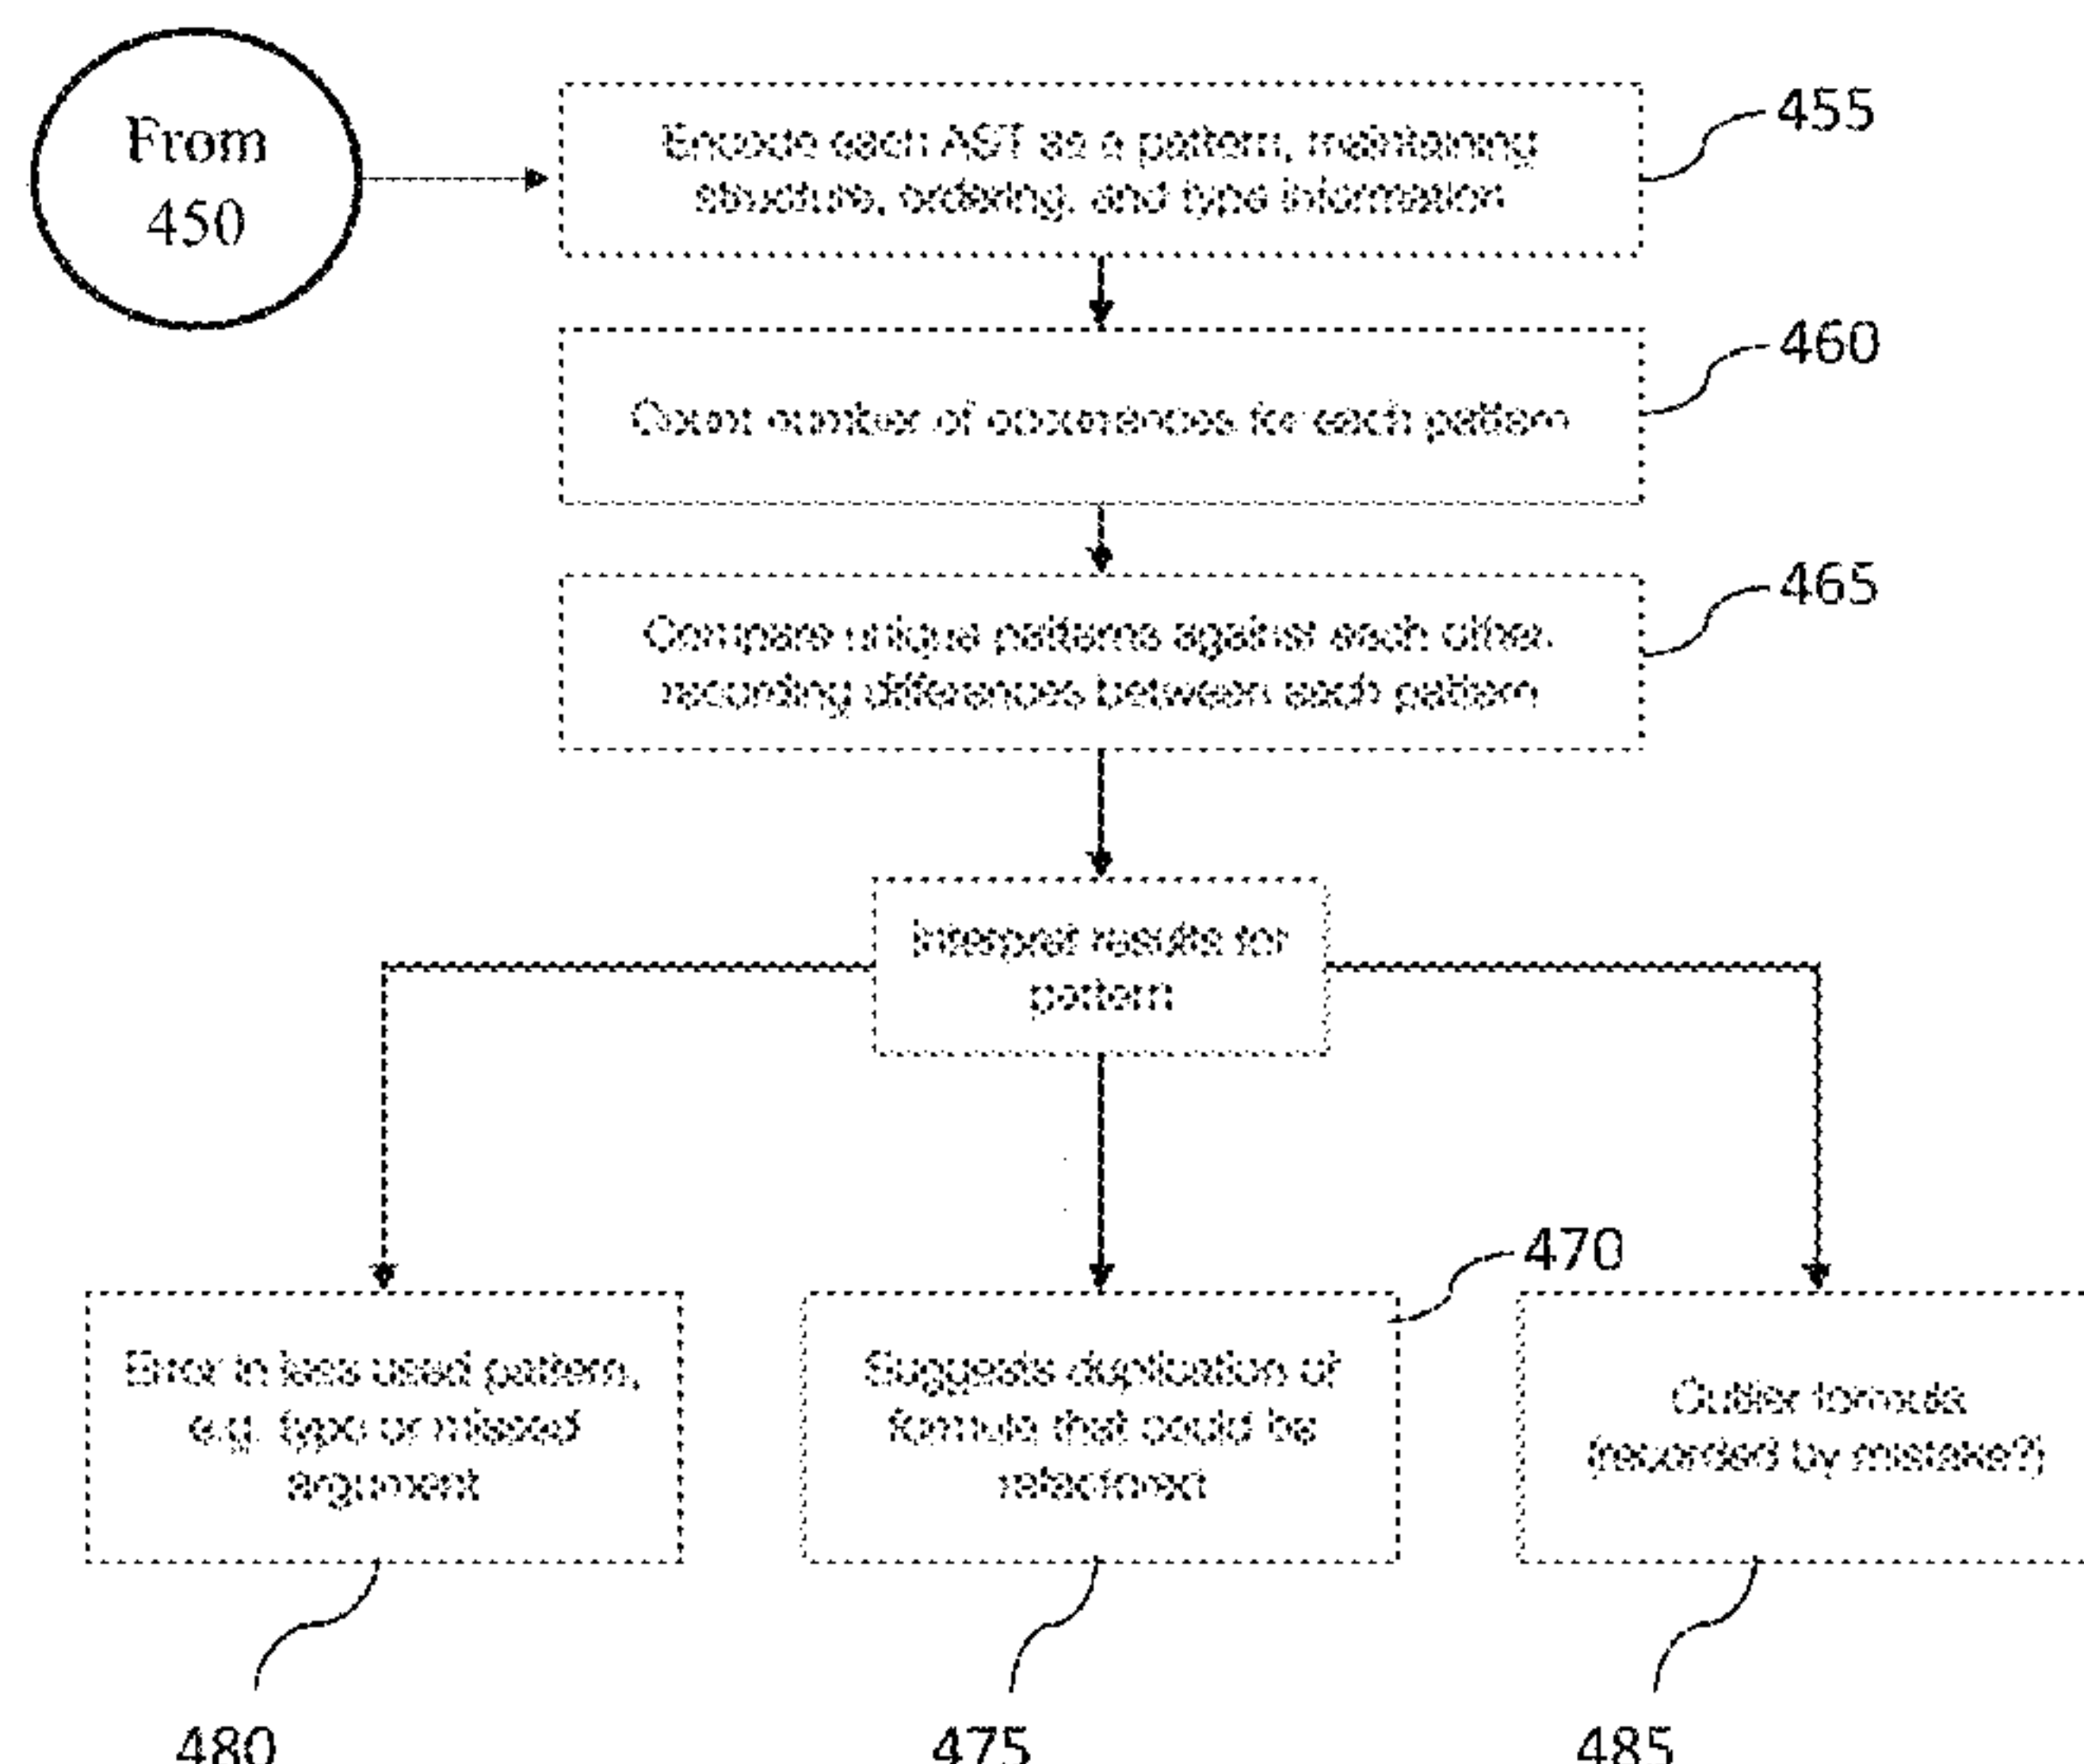 From
450
Encode each AST as a pattern, maintaining
structure, ordering, and type information
455
Count number of occurrences for each pattern
460
Compare unique patterns against each other,
recording differences between each pattern
465
Interpret results for
pattern
470
Error in less used pattern,
e.g. typo or missed
argument
Suggests duplication of
formula that could be
refactored
Outlier formula
(recorded by mistake?)
480
475
485